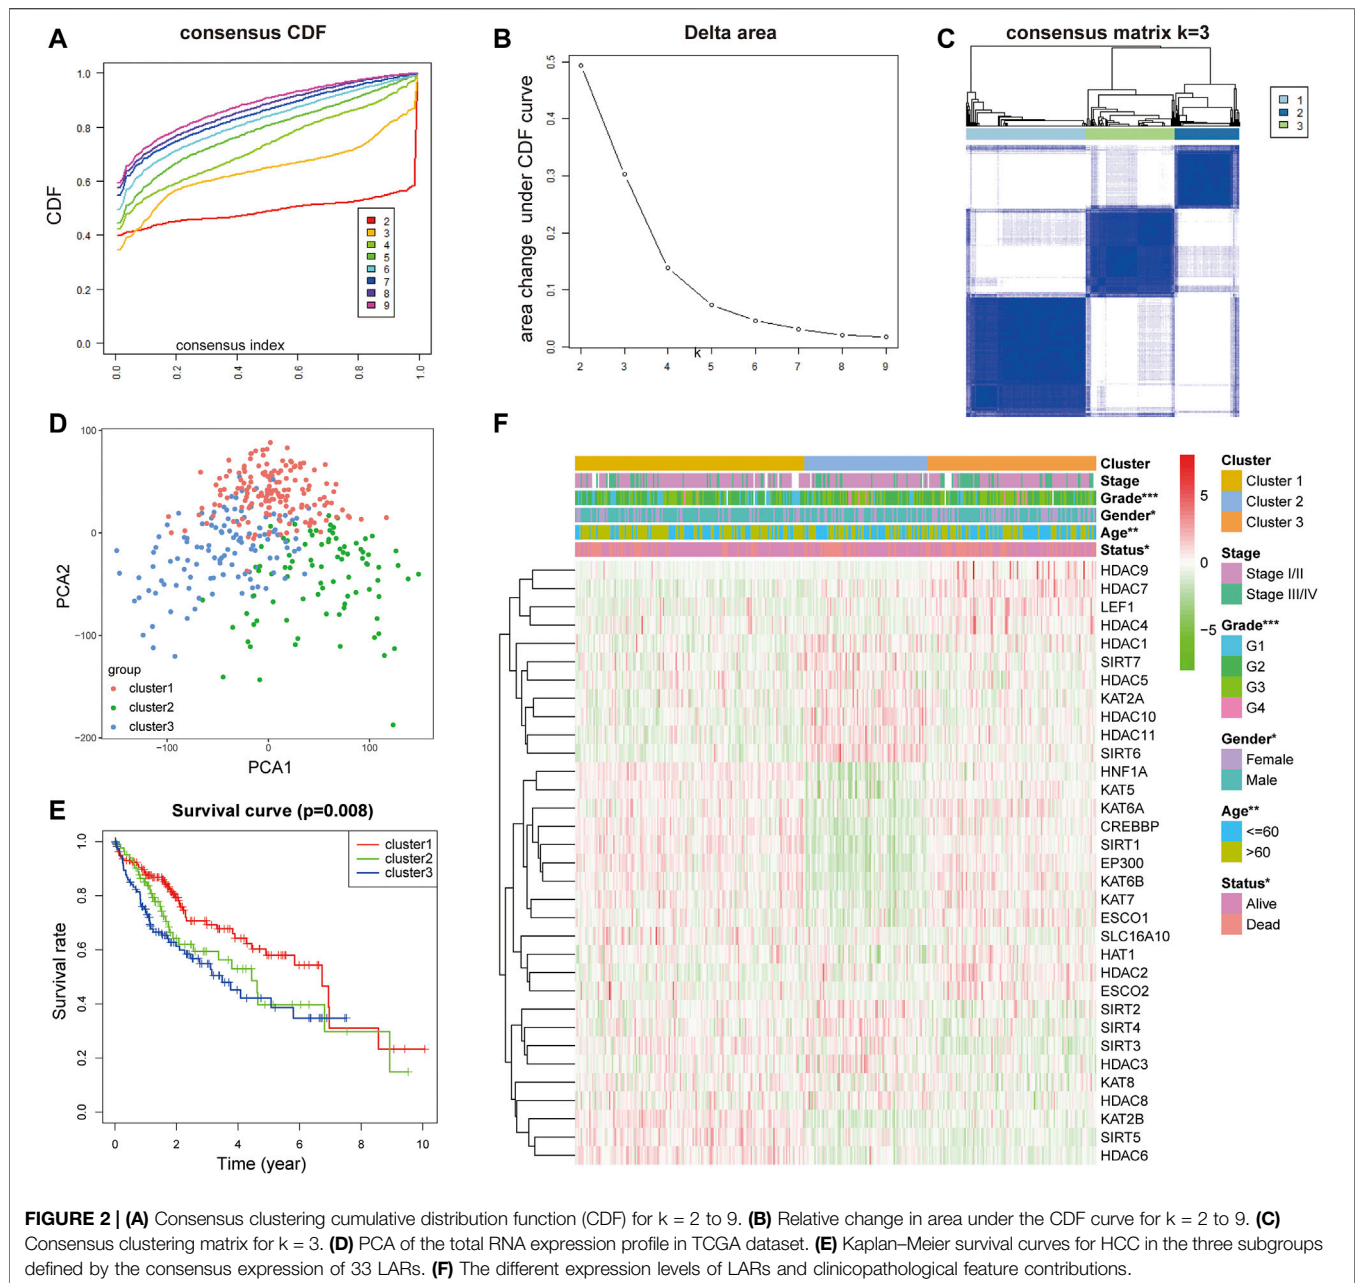 A
consensus CDF
CDF
1.0
0.8
0.6
0.4
0.2
0.0
2
3
4
5
6
7
8
9
consensus index
0.0
0.2
0.4
0.6
0.8
1.0
B
Delta area
area change under CDF curve
0.5
0.4
0.3
0.2
0.1
0.0
k
2
3
4
5
6
7
8
9
C
consensus matrix k=3
1
2
3
D
PCA2
100
0
−100
−200
group
cluster1
cluster2
cluster3
−100
0
100
PCA1
E
Survival curve (p=0.008)
Survival rate
1.0
0.8
0.6
0.4
0.2
0.0
cluster1
cluster2
cluster3
0
2
4
6
8
10
Time (year)
F
Cluster
Stage
Grade***
Gender*
Age**
Status*
HDAC9
HDAC7
LEF1
HDAC4
HDAC1
SIRT7
HDAC5
KAT2A
HDAC10
HDAC11
SIRT6
HNF1A
KAT5
KAT6A
CREBBP
SIRT1
EP300
KAT6B
KAT7
ESCO1
SLC16A10
HAT1
HDAC2
ESCO2
SIRT2
SIRT4
SIRT3
HDAC3
KAT8
HDAC8
KAT2B
SIRT5
HDAC6
5
0
−5
Cluster
Cluster 1
Cluster 2
Cluster 3
Stage
Stage I/II
Stage III/IV
Grade***
G1
G2
G3
G4
Gender*
Female
Male
Age**
<=60
>60
Status*
Alive
Dead
FIGURE 2 | (A) Consensus clustering cumulative distribution function (CDF) for k = 2 to 9. (B) Relative change in area under the CDF curve for k = 2 to 9. (C)
Consensus clustering matrix for k = 3. (D) PCA of the total RNA expression profile in TCGA dataset. (E) Kaplan–Meier survival curves for HCC in the three subgroups
defined by the consensus expression of 33 LARs. (F) The different expression levels of LARs and clinicopathological feature contributions.